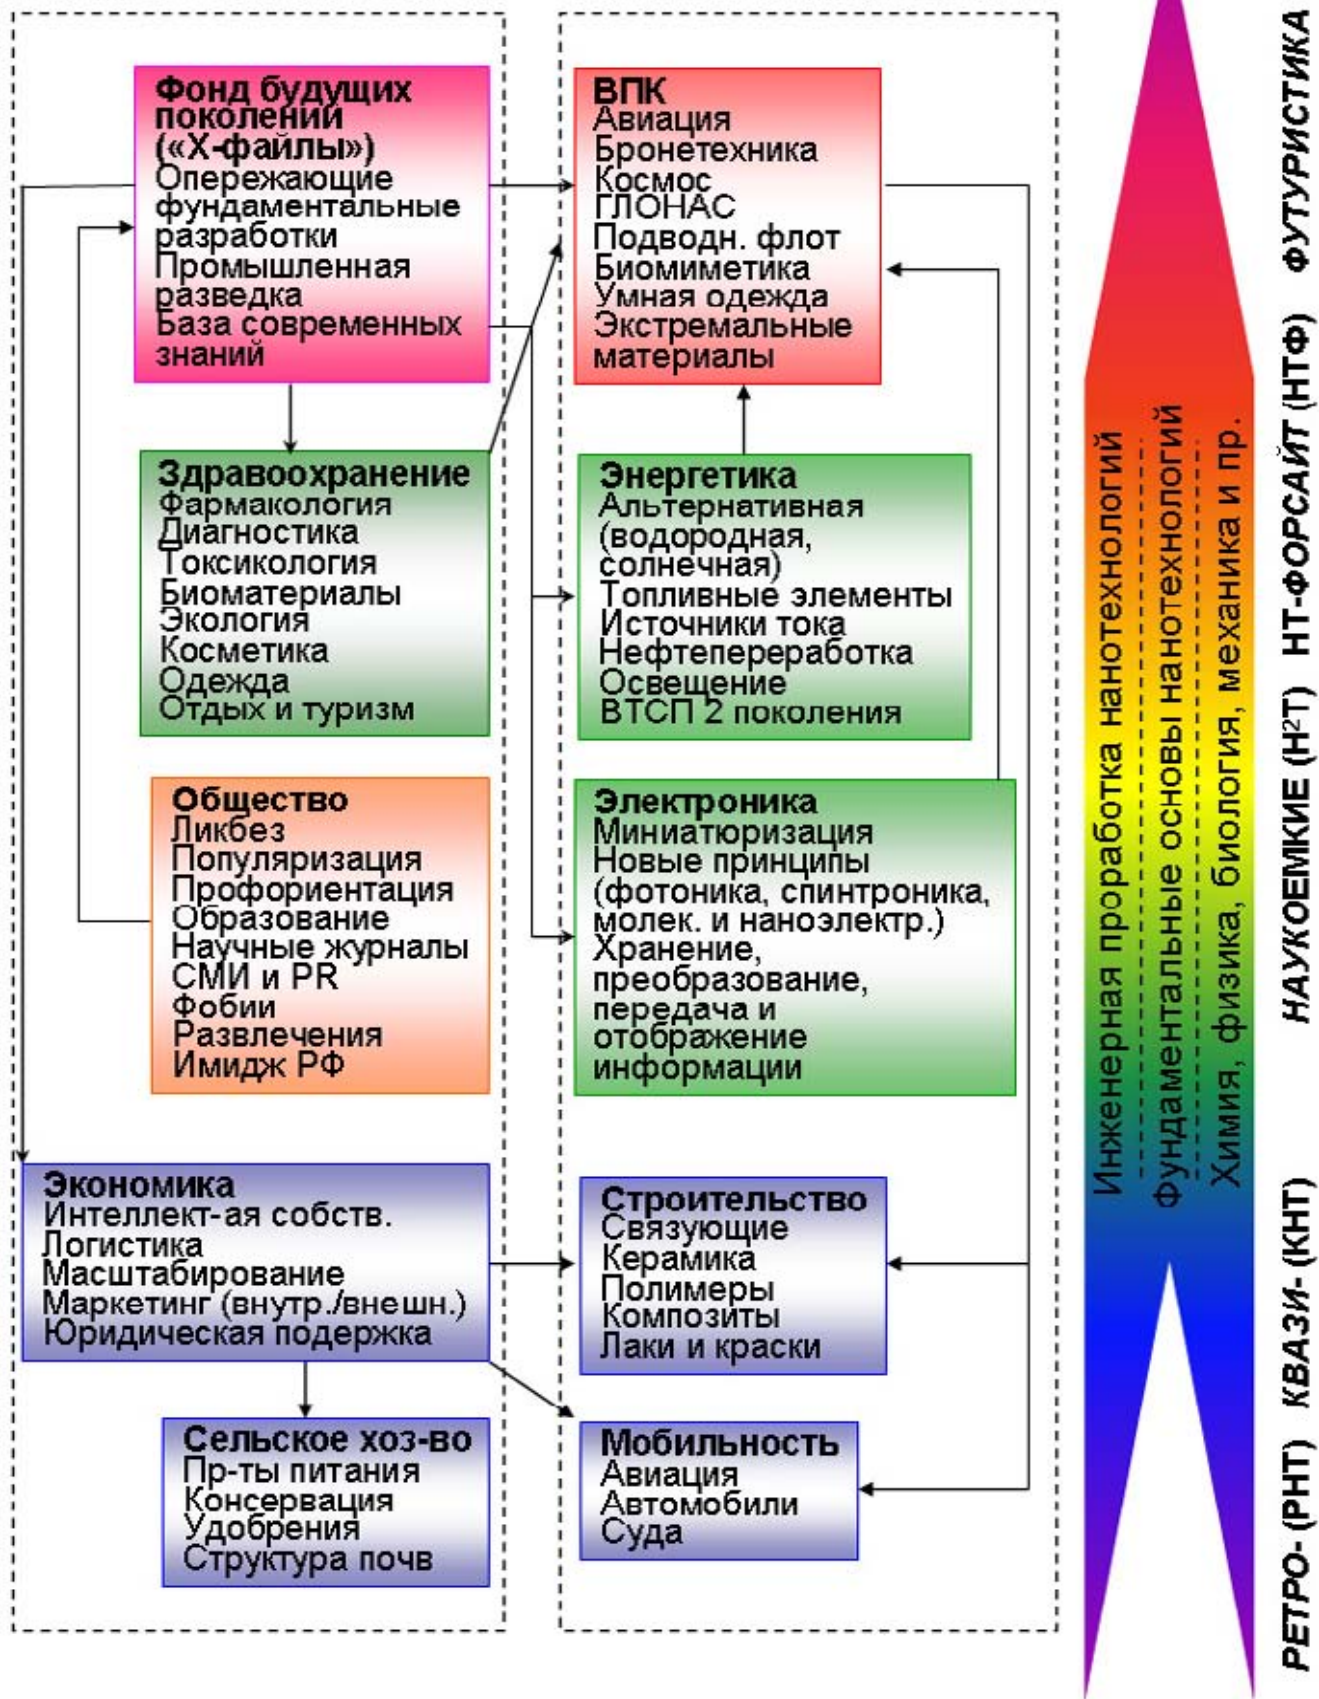 Фонд будущих
поколений
(«Х-файлы»)
Опережающие
фундаментальные
разработки
Промышленная
разведка
База современных
знаний
ВПК
Авиация
Бронетехника
Космос
ГЛОНАС
Подводн. флот
Биомиметика
Умная одежда
Экстремальные
материалы
Здравоохранение
Фармакология
Диагностика
Токсикология
Биоматериалы
Экология
Косметика
Одежда
Отдых и туризм
Энергетика
Альтернативная
(водородная,
солнечная)
Топливные элементы
Источники тока
Нефтепереработка
Освещение
ВТСП 2 поколения
Общество
Ликбез
Популяризация
Профориентация
Образование
Научные журналы
СМИ и PR
Фобии
Развлечения
Имидж РФ
Электроника
Миниатюризация
Новые принципы
(фотоника, спинтроника,
молек. и наноэлектр.)
Хранение,
преобразование,
передача и
отображение
информации
Экономика
Интеллект-ая собств.
Логистика
Масштабирование
Маркетинг (внутр./внешн.)
Юридическая подержка
Строительство
Связующие
Керамика
Полимеры
Композиты
Лаки и краски
Сельское хоз-во
Пр-ты питания
Консервация
Удобрения
Структура почв
Мобильность
Авиация
Автомобили
Суда
Инженерная проработка нанотехнологий
Фундаментальные основы нанотехнологий
Химия, физика, биология, механика и пр.
РЕТРО- (РНТ) КВАЗИ- (КНТ) НАУКОЕМКИЕ (Н²Т) НТ-ФОРСАЙТ (НТФ) ФУТУРИСТИКА